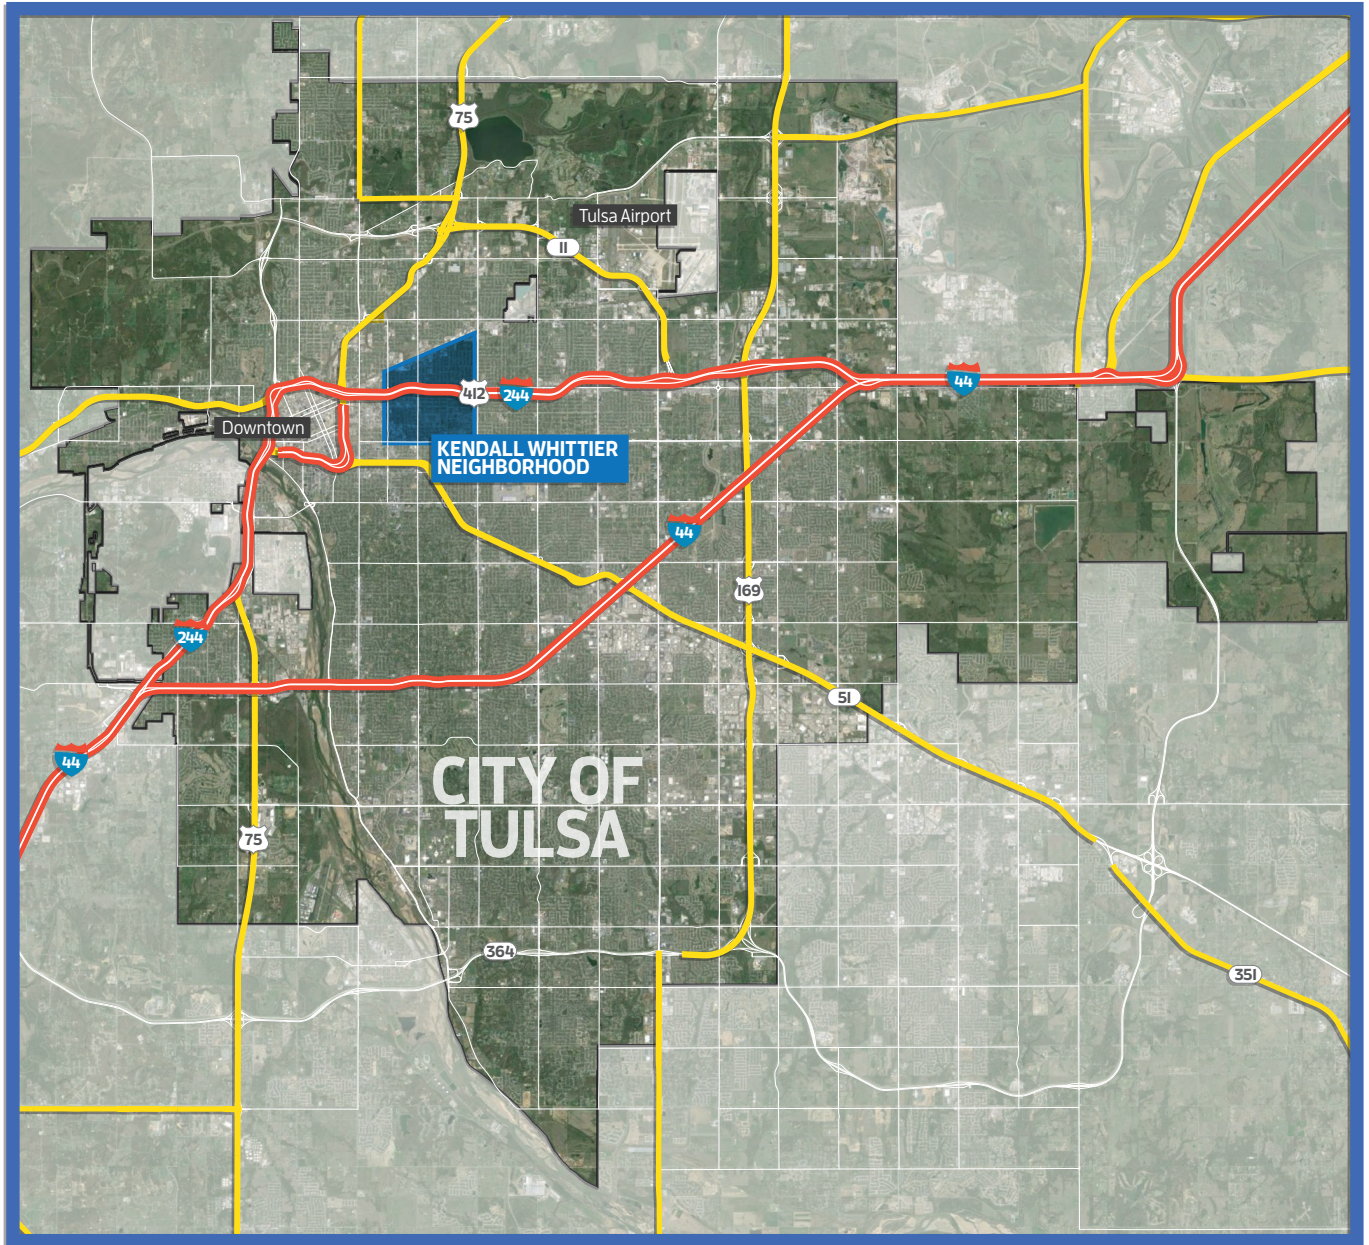 75
Tulsa Airport
11
44
412
244
Downtown
KENDALL WHITTIER
NEIGHBORHOOD
44
169
244
51
44
CITY OF
TULSA
75
364
351